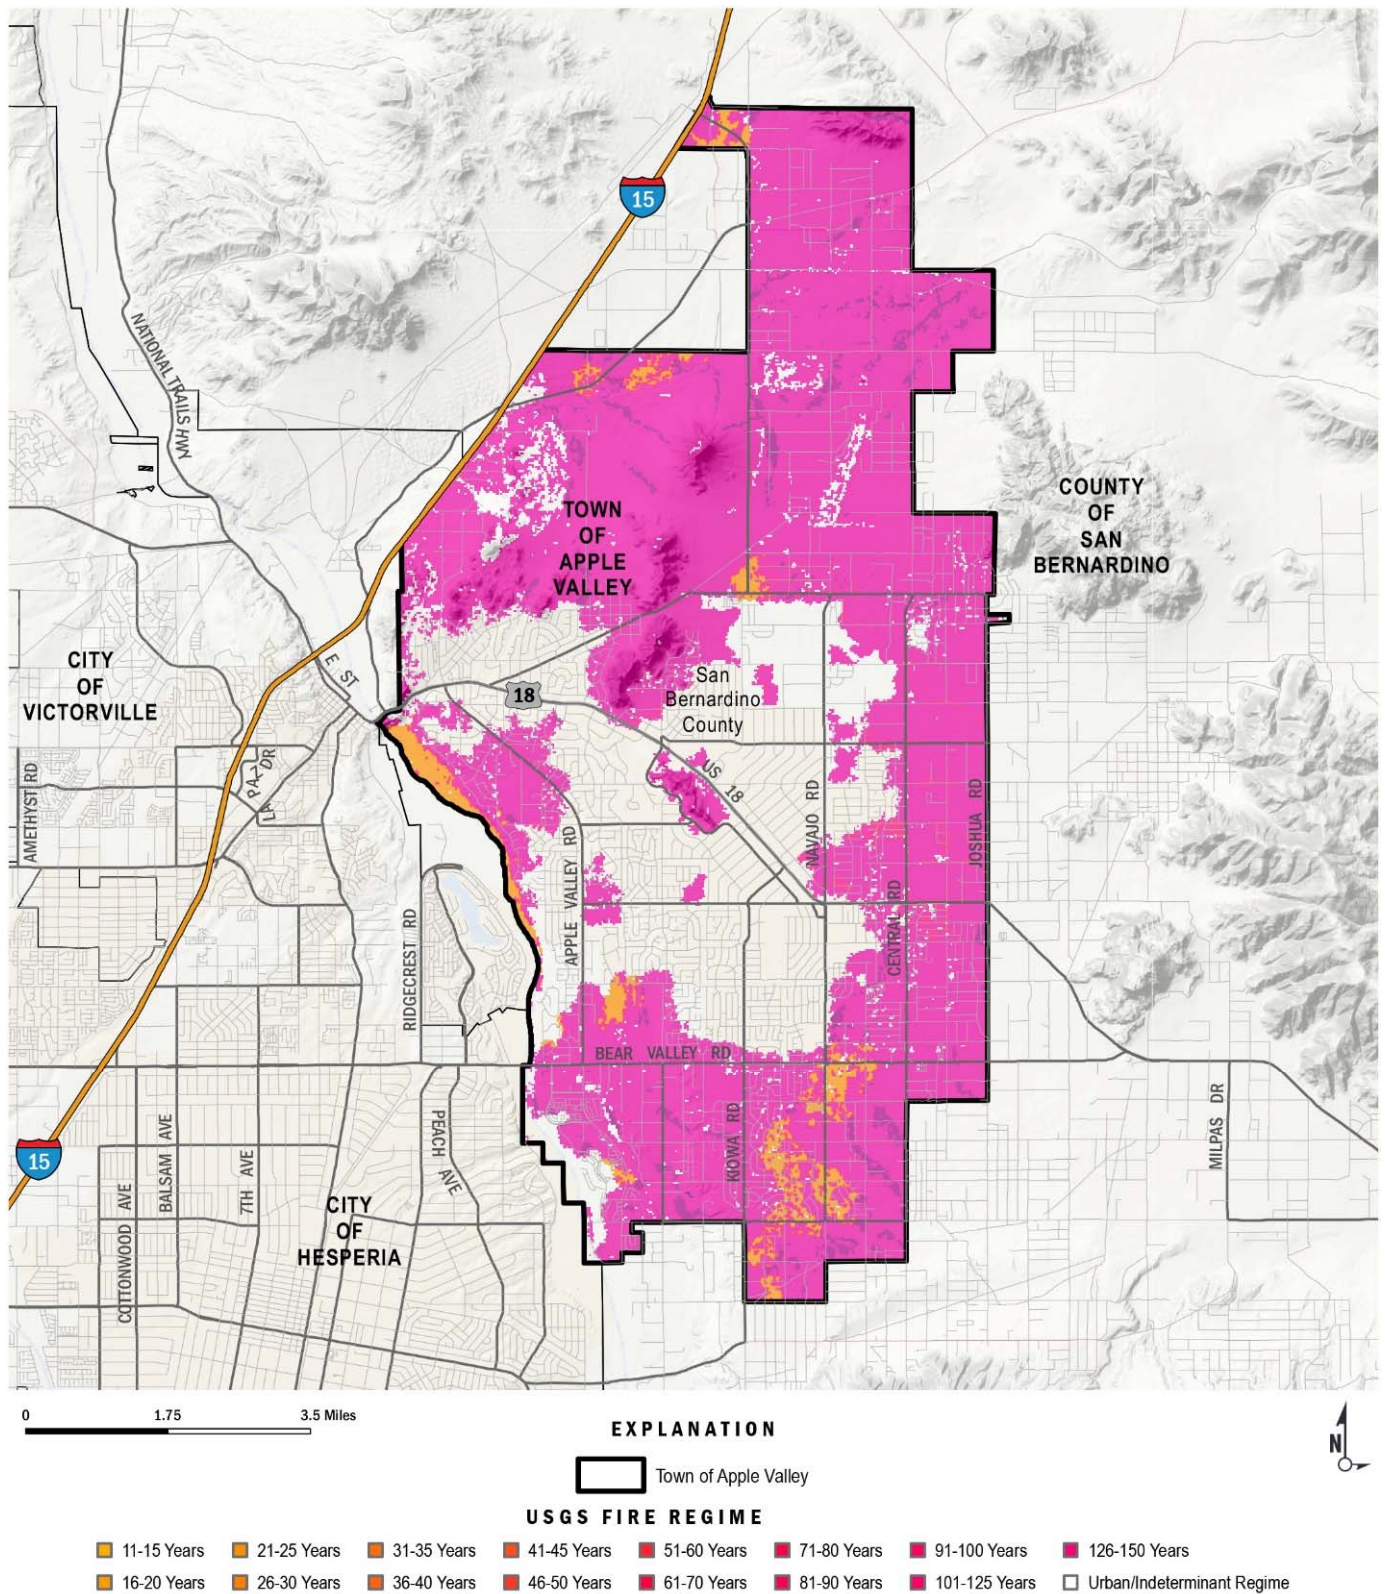 15
NATIONAL TRAILS HWY
TOWN
OF
APPLE
VALLEY
COUNTY
OF
SAN
BERNARDINO
CITY
OF
VICTORVILLE
E ST
18
San
Bernardino
County
US 18
LA PAZ DR
AMETHYST RD
NAVAJO RD
JOSHUA RD
APPLE VALLEY RD
CENTRAL RD
RIDGECREST RD
BEAR VALLEY RD
KIOWA RD
PEACH AVE
MILPAS DR
15
BALSAM AVE
7TH AVE
COTTONWOOD AVE
CITY
OF
HESPERIA
0 1.75 3.5 Miles
EXPLANATION
N
Town of Apple Valley
USGS FIRE REGIME
11-15 Years 21-25 Years 31-35 Years 41-45 Years 51-60 Years 71-80 Years 91-100 Years 126-150 Years
16-20 Years 26-30 Years 36-40 Years 46-50 Years 61-70 Years 81-90 Years 101-125 Years Urban/Indeterminant Regime